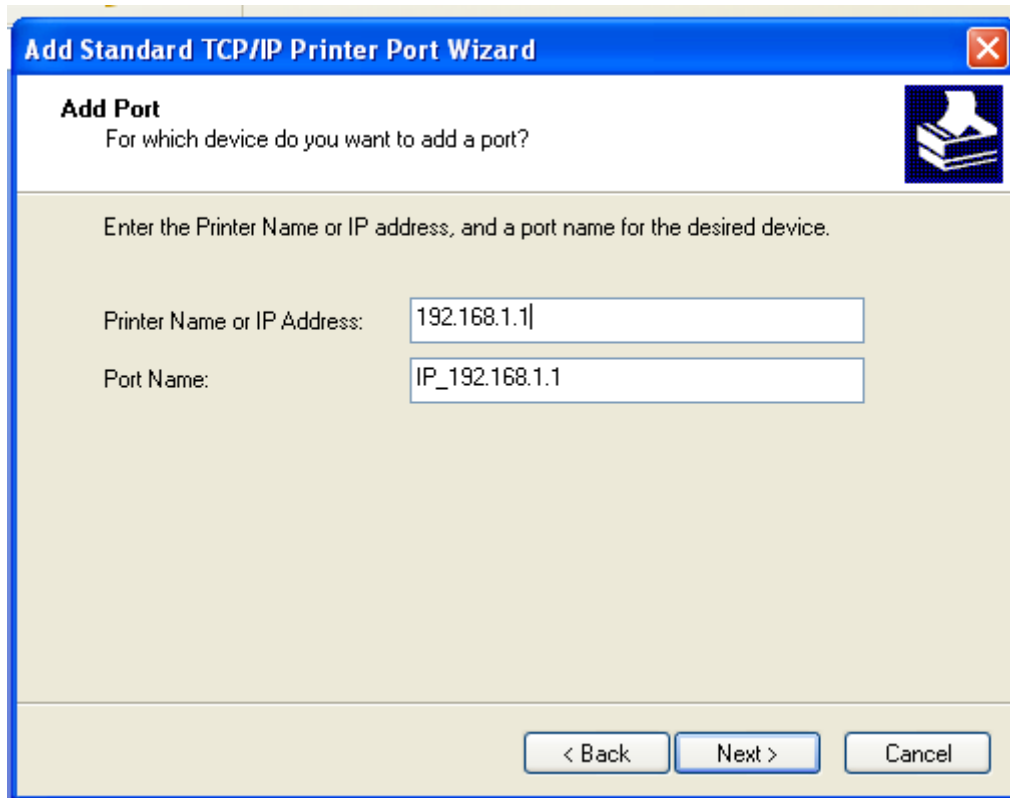 Add Standard TCP/IP Printer Port Wizard
Add Port
For which device do you want to add a port?
Enter the Printer Name or IP address, and a port name for the desired device.
Printer Name or IP Address: 192.168.1.1
Port Name: IP_192.168.1.1
< Back Next > Cancel